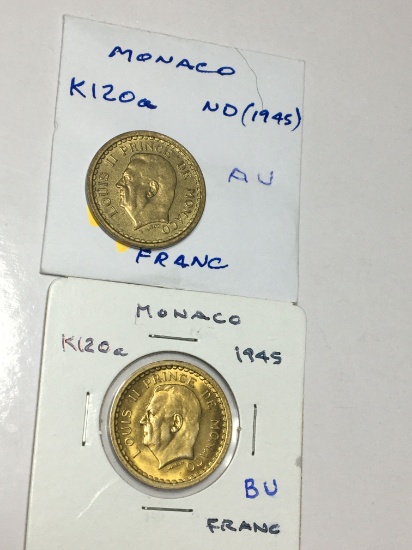 MONACO
K120a ND(1945)
AU
LOUIS II PRINCE DE MONACO
FRANC
MONACO
K120a 1945
LOUIS II PRINCE DE MONACO
BU
FRANC